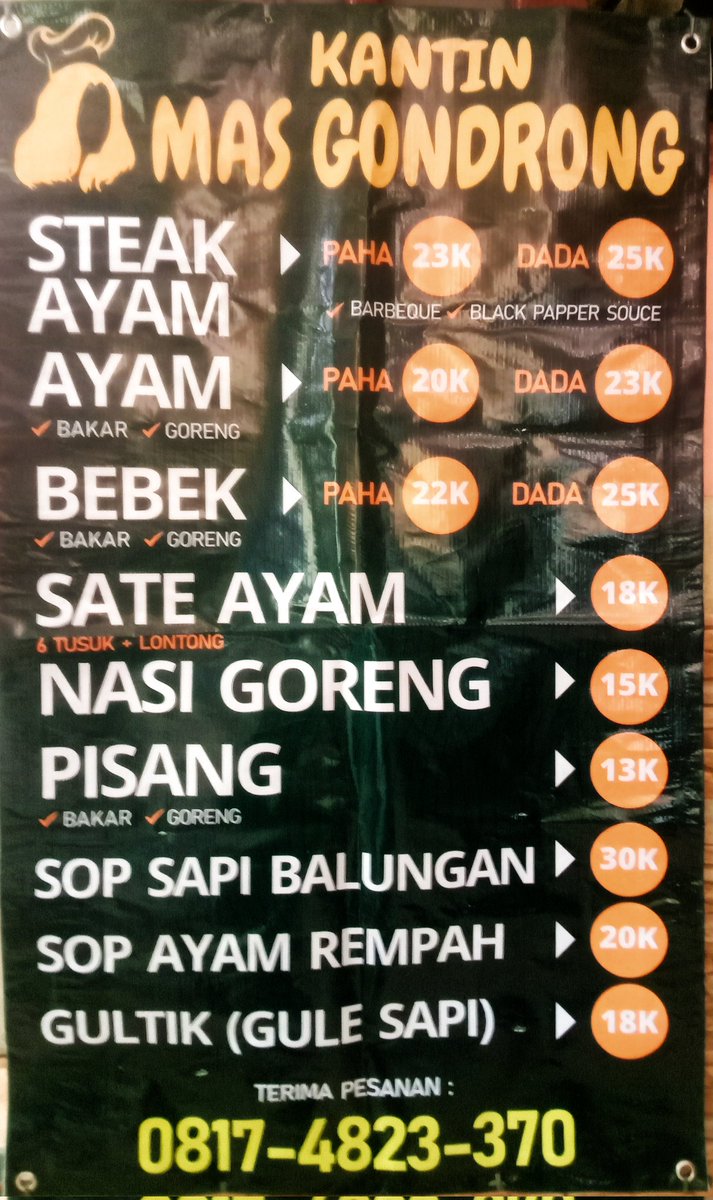 KANTIN
MAS GONDRONG
STEAK AYAM
PAHA 23K DADA 25K
✓ BARBEQUE ✓ BLACK PAPPER SOUCE
AYAM PAHA 20K DADA 23K
✓ BAKAR ✓ GORENG
BEBEK PAHA 22K DADA 25K
✓ BAKAR ✓ GORENG
SATE AYAM 18K
6 TUSUK + LONTONG
NASI GORENG 15K
PISANG 13K
✓ BAKAR ✓ GORENG
SOP SAPI BALUNGAN 30K
SOP AYAM REMPAH 20K
GULTIK (GULE SAPI) 18K
TERIMA PESANAN :
0817-4823-370